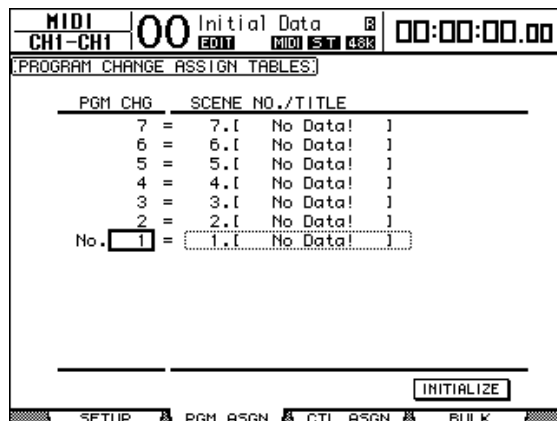 MIDI
CH1-CH1
00 Initial Data R
EDIT MIDI ST 48k
00:00:00.00
PROGRAM CHANGE ASSIGN TABLES
PGM CHG SCENE NO./TITLE
7 = 7.[ No Data! ]
6 = 6.[ No Data! ]
5 = 5.[ No Data! ]
4 = 4.[ No Data! ]
3 = 3.[ No Data! ]
2 = 2.[ No Data! ]
No. 1 = 1.[ No Data! ]
INITIALIZE
SETUP PGM ASGN CTL ASGN BULK